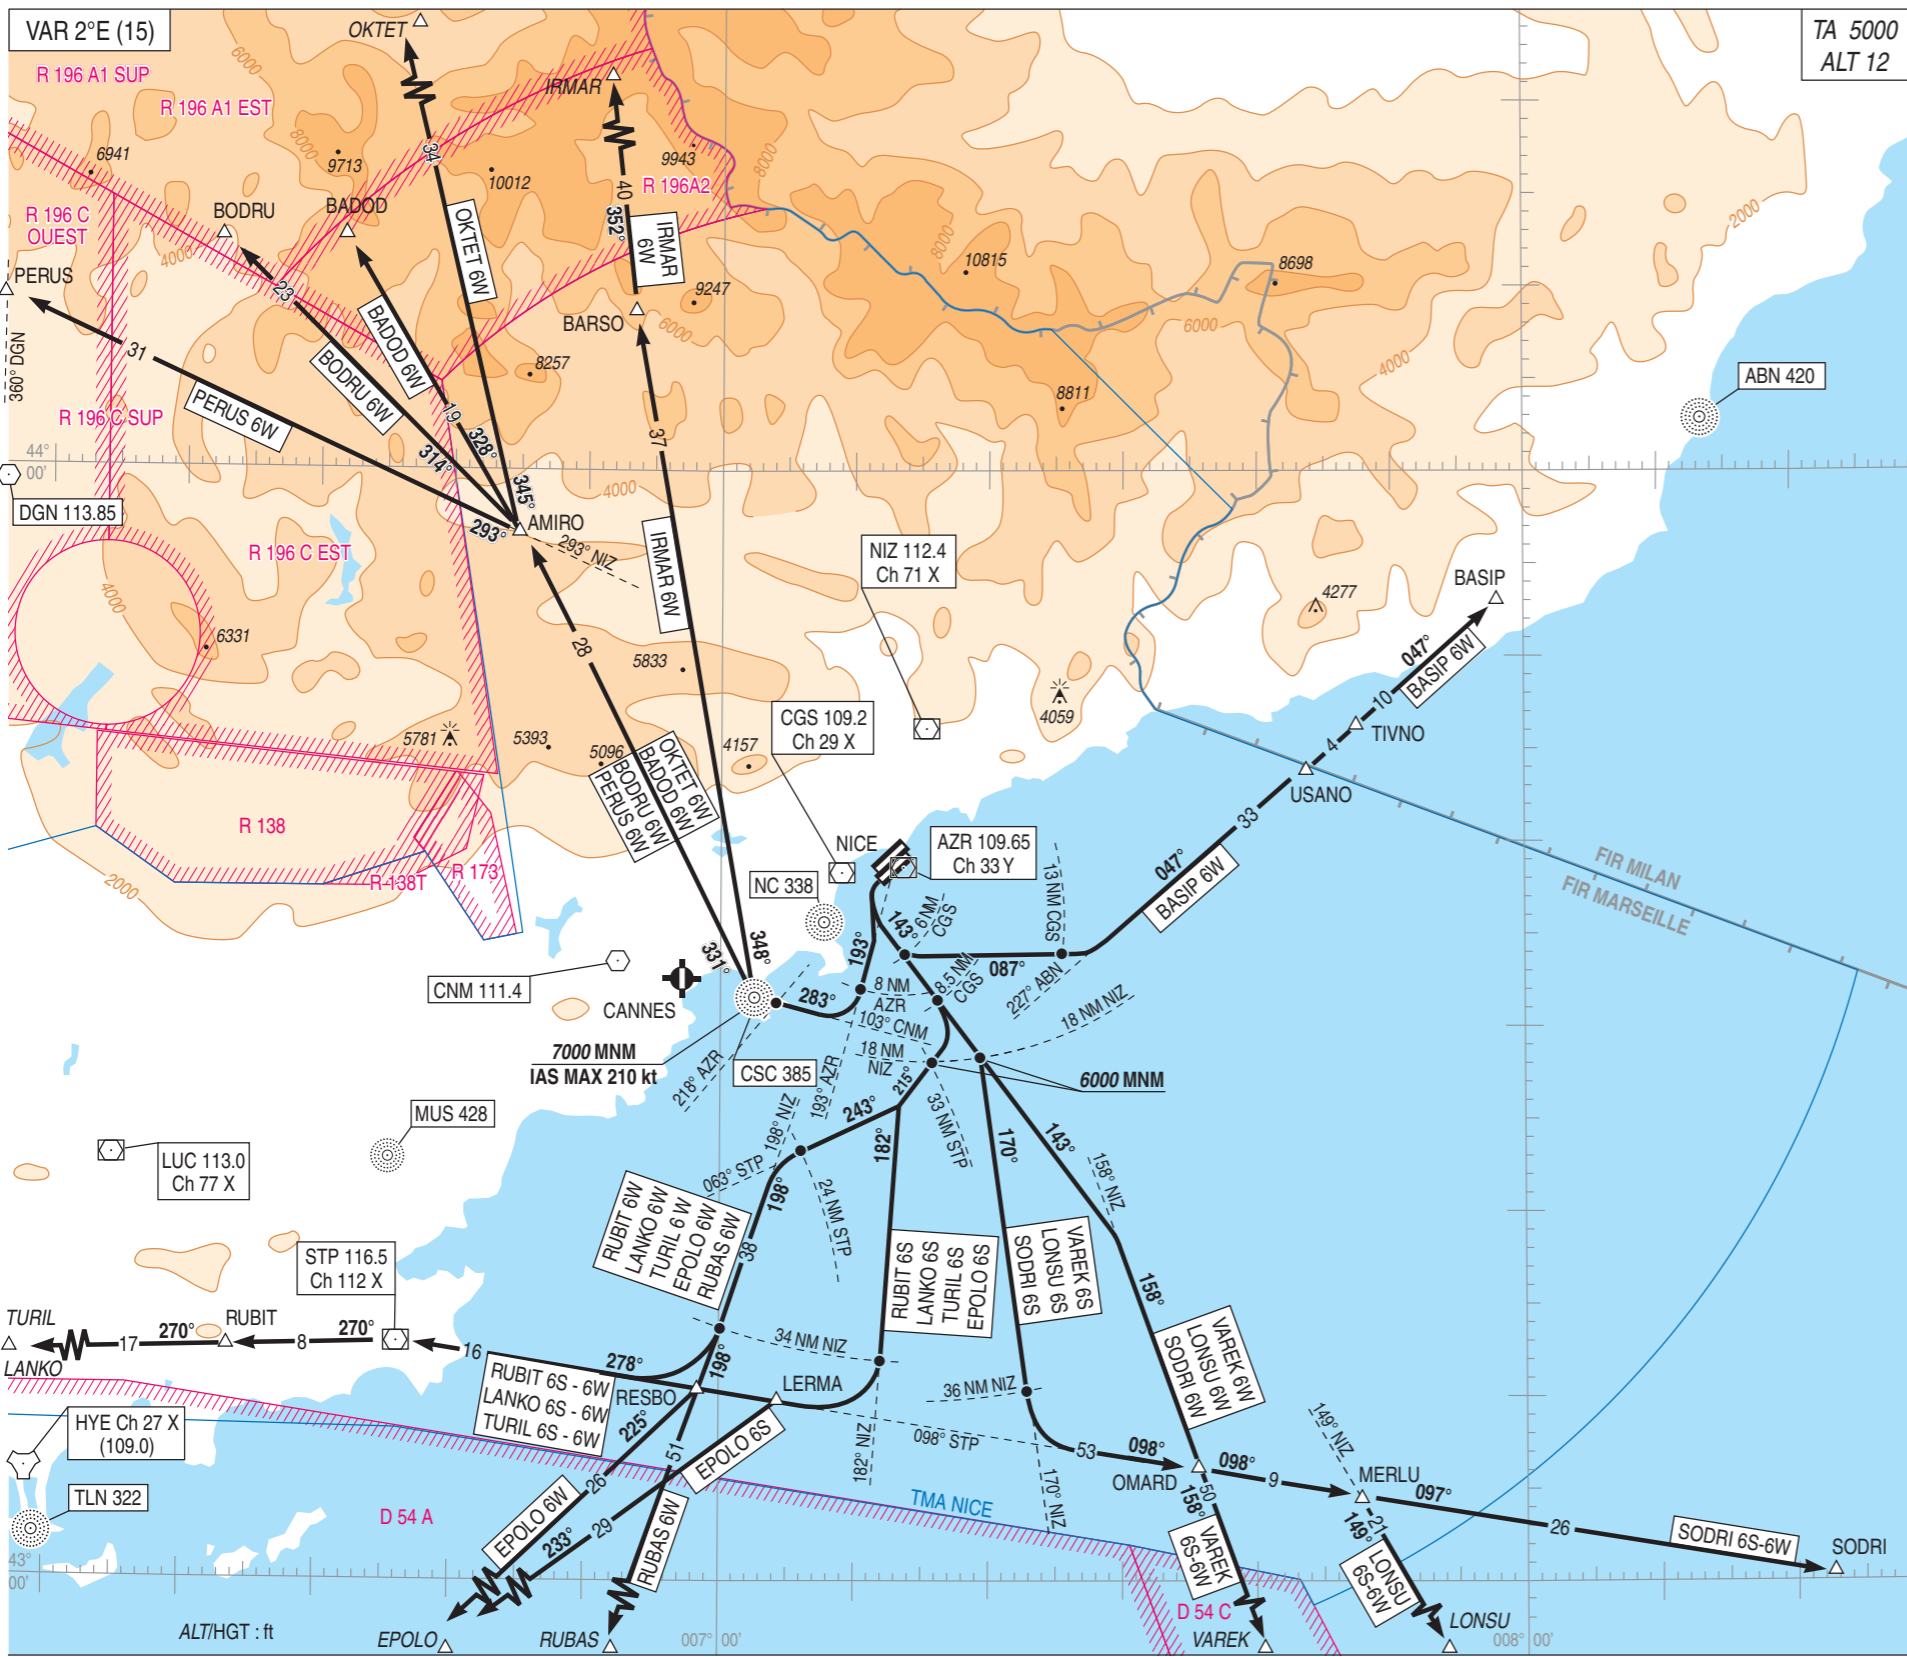 VAR 2°E (15)
TA 5000
ALT 12
OKTET
IRMAR
R 196 A1 SUP
R 196 A1 EST
6000
8000
6941
9713
10012
9943
8000
R 196A2
34
40
352°
R 196 C
OUEST
BODRU
BADOD
4000
OKTET 6W
IRMAR
6W
PERUS
23
31
360° DGN
BADOD 6W
BODRU 6W
PERUS 6W
R 196 C SUP
BARSO
9247
6000
8257
8000
10815
8698
6000
8811
4000
2000
ABN 420
19
328°
314°
345°
293°
37
44°
00'
4000
DGN 113.85
AMIRO
293° NIZ
R 196 C EST
4000
6331
IRMAR 6W
28
5833
NIZ 112.4
Ch 71 X
4277
BASIP
047°
BASIP 6W
10
TIVNO
4
USANO
33
4059
CGS 109.2
Ch 29 X
5781
5393
5096
4157
OKTET 6W
BADOD 6W
BODRU 6W
PERUS 6W
R 138
R 138T
R 173
2000
NICE
AZR 109.65
Ch 33 Y
NC 338
FIR MILAN
FIR MARSEILLE
047°
BASIP 6W
13 NM CGS
6 NM
CGS
143°
193°
087°
227° ABN
8.5 NM
CGS
8 NM
AZR
103° CNM
18 NM NIZ
18 NM
NIZ
331°
348°
283°
CNM 111.4
CANNES
7000 MNM
IAS MAX 210 kt
218° AZR
CSC 385
193° AZR
215°
6000 MNM
MUS 428
LUC 113.0
Ch 77 X
243°
198° NIZ
063° STP
198°
24 NM STP
33 NM STP
182°
170°
143°
158° NIZ
RUBIT 6W
LANKO 6W
TURIL 6 W
EPOLO 6W
RUBAS 6W
38
RUBIT 6S
LANKO 6S
TURIL 6S
EPOLO 6S
VAREK 6S
LONSU 6S
SODRI 6S
158°
VAREK 6W
LONSU 6W
SODRI 6W
STP 116.5
Ch 112 X
TURIL
LANKO
17
270°
RUBIT
8
270°
16
278°
34 NM NIZ
198°
RUBIT 6S - 6W
LANKO 6S - 6W
TURIL 6S - 6W
RESBO
LERMA
36 NM NIZ
225°
EPOLO 6S
51
26
29
233°
EPOLO 6W
RUBAS 6W
182° NIZ
098° STP
170° NIZ
53
098°
OMARD
098°
9
149° NIZ
MERLU
097°
26
SODRI 6S-6W
SODRI
50
158°
VAREK
6S-6W
21
149°
LONSU
6S-6W
HYE Ch 27 X
(109.0)
TLN 322
D 54 A
TMA NICE
D 54 C
43°
00'
ALT/HGT : ft
EPOLO
RUBAS
007° 00'
VAREK
LONSU
008° 00'